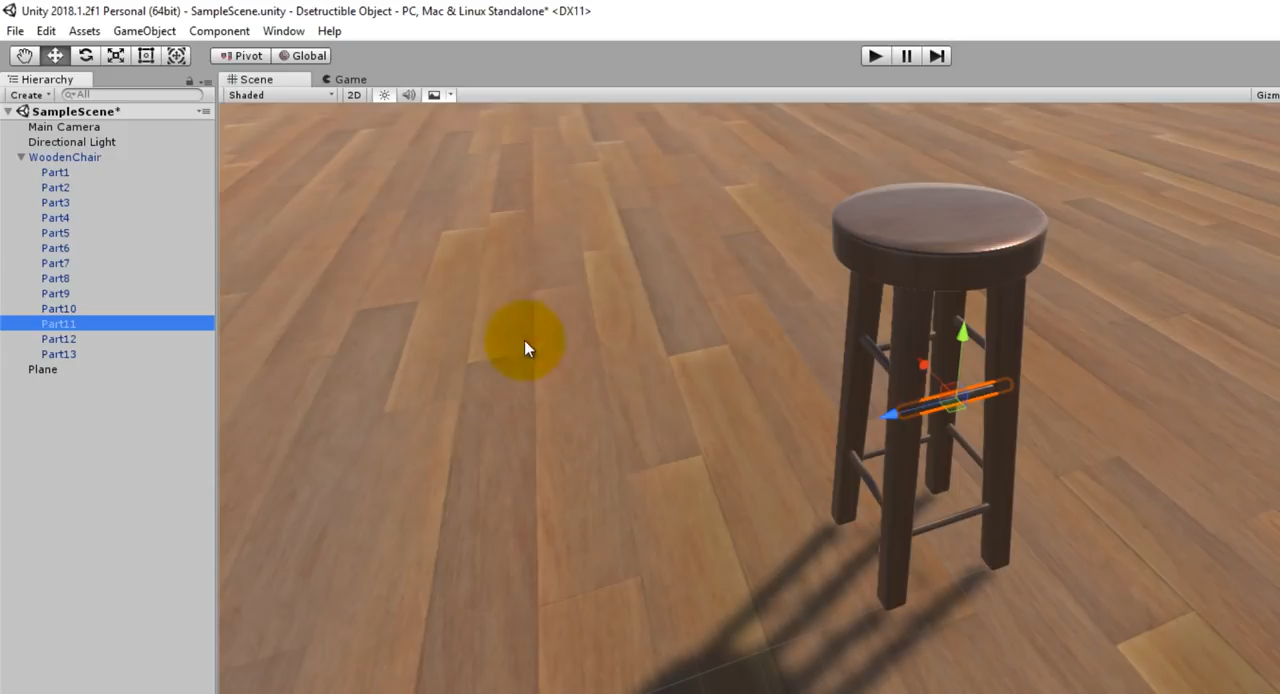 Unity 2018.1.2f1 Personal (64bit) - SampleScene.unity - Dsetructible Object - PC, Mac & Linux Standalone* <DX11>
File Edit Assets GameObject Component Window Help
Pivot Global
Hierarchy Scene Game
Create All Shaded 2D Gizm
SampleScene*
Main Camera
Directional Light
WoodenChair
Part1
Part2
Part3
Part4
Part5
Part6
Part7
Part8
Part9
Part10
Part11
Part12
Part13
Plane